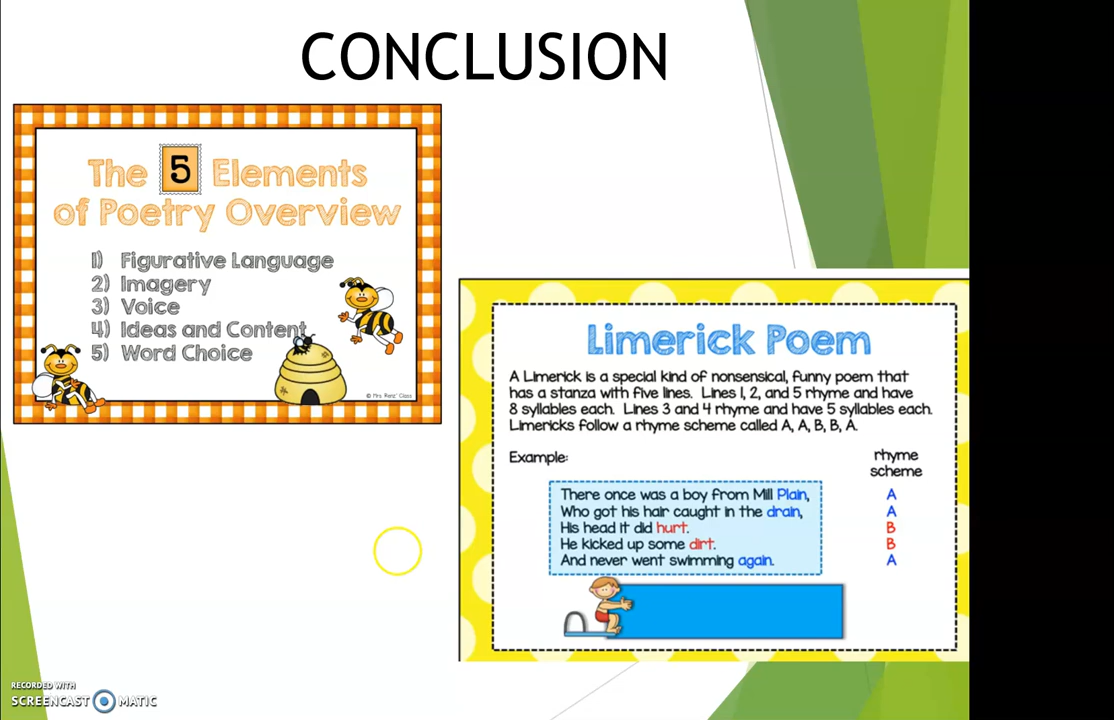 CONCLUSION
The 5 Elements
of Poetry Overview
1) Figurative Language
2) Imagery
3) Voice
4) Ideas and Content
5) Word Choice
Limerick Poem
A Limerick is a special kind of nonsensical, funny poem that
has a stanza with five lines. Lines 1, 2, and 5 rhyme and have
8 syllables each. Lines 3 and 4 rhyme and have 5 syllables each.
Limericks follow a rhyme scheme called A, A, B, B, A.
Example:
rhyme
scheme
There once was a boy from Mill Plain, A
Who got his hair caught in the drain, A
His head it did hurt. B
He kicked up some dirt. B
And never went swimming again. A
RECORDED WITH
SCREENCAST MATIC